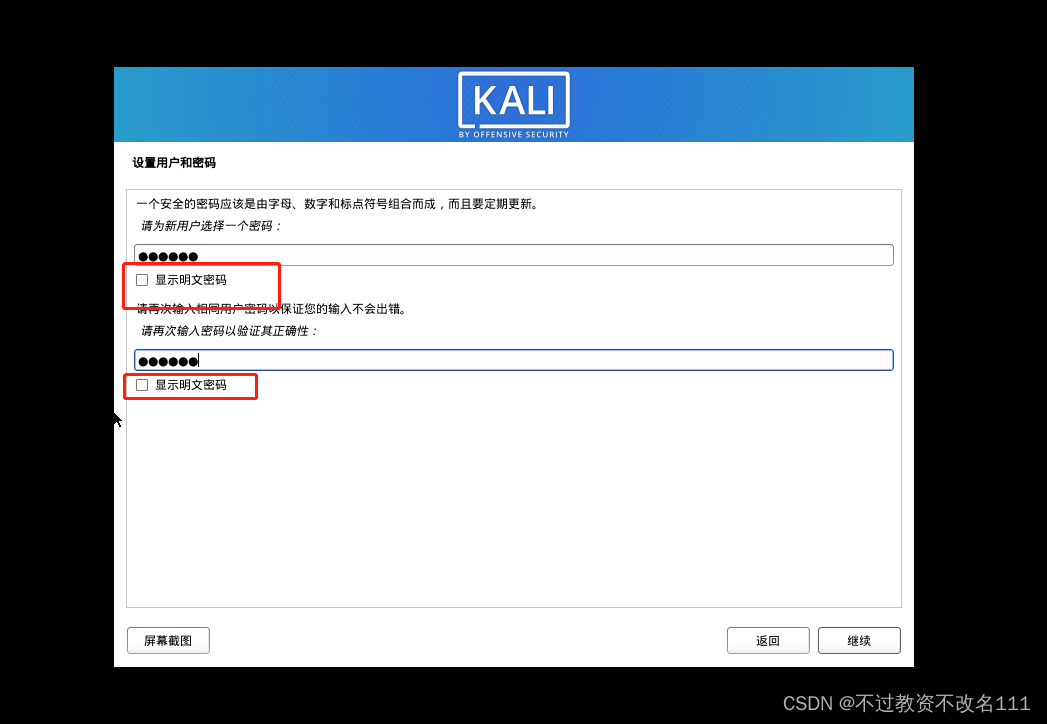 KALI
BY OFFENSIVE SECURITY
设置用户和密码
一个安全的密码应该是由字母、数字和标点符号组合而成，而且要定期更新。
请为新用户选择一个密码：
●●●●●●
显示明文密码
请再次输入相同用户密码以保证您的输入不会出错。
请再次输入密码以验证其正确性：
●●●●●●
显示明文密码
屏幕截图
返回
继续
CSDN @不过教资不改名111